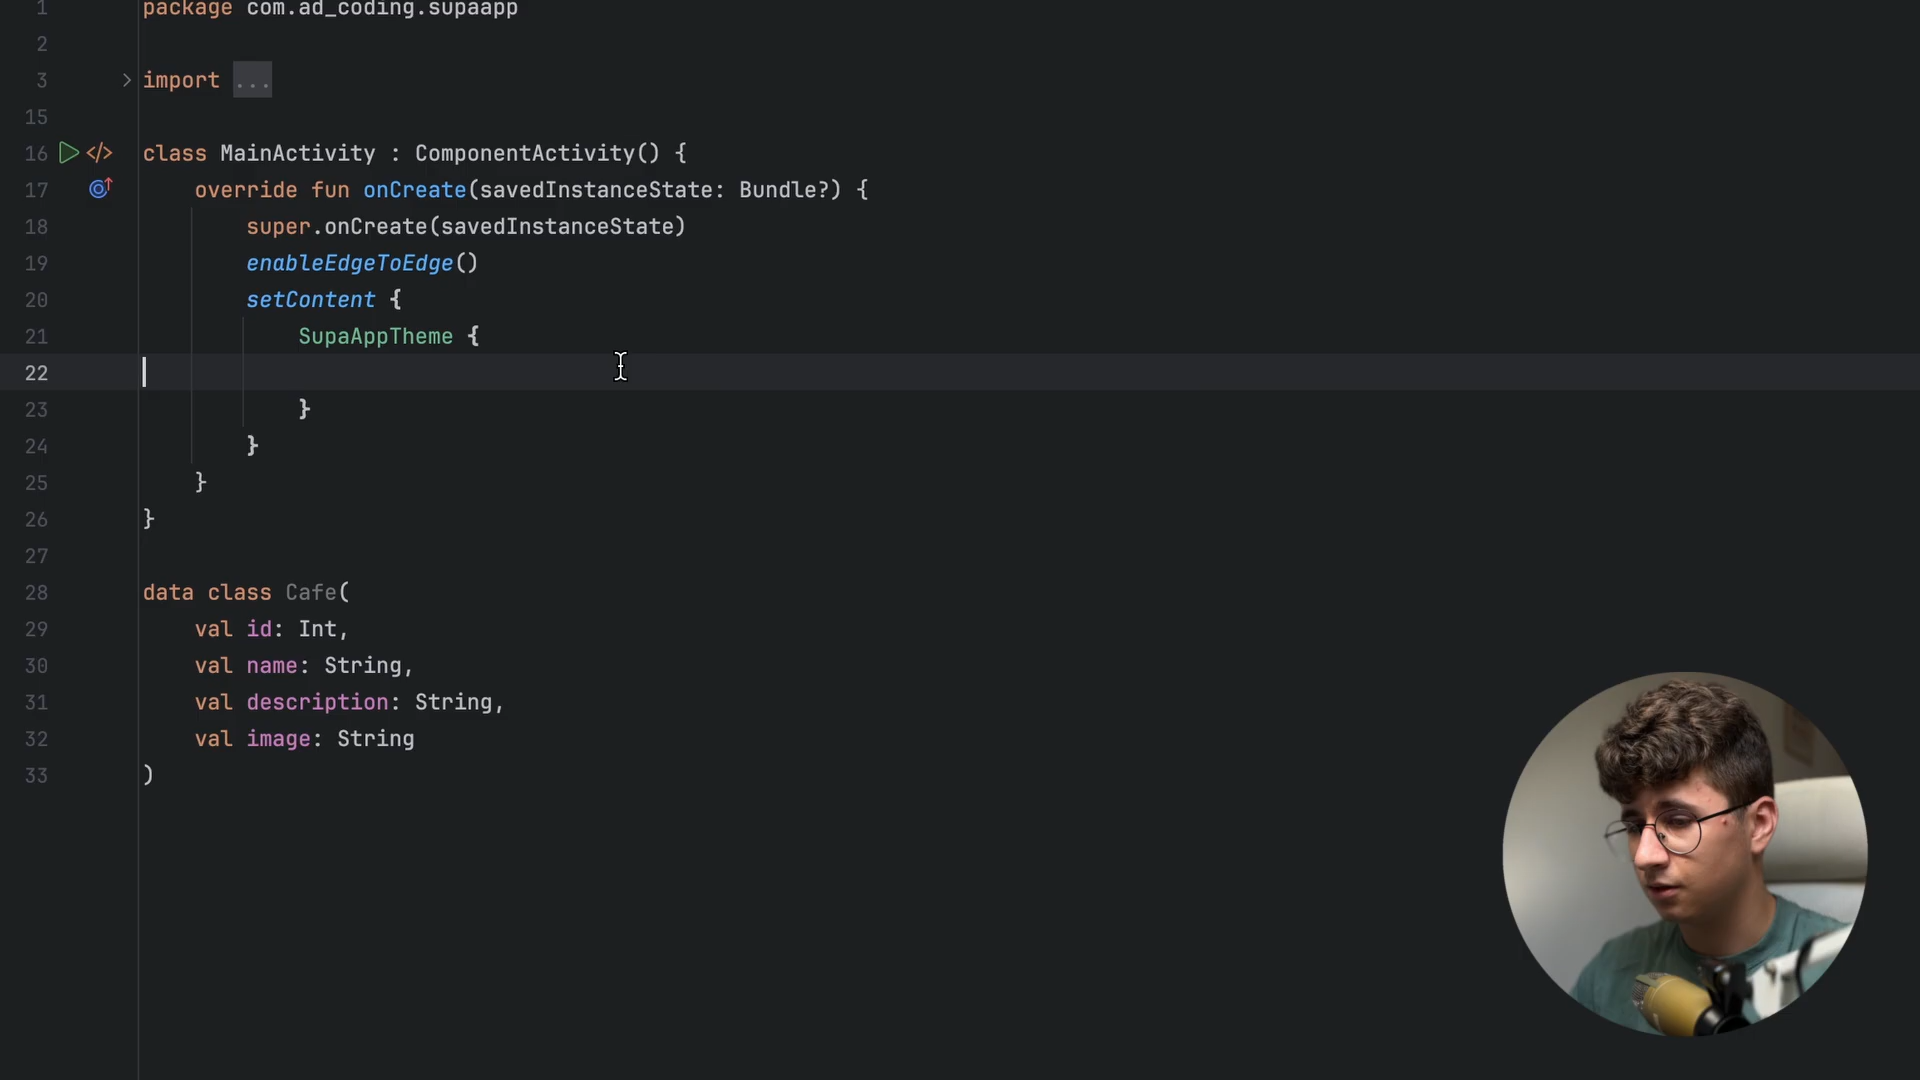 1 package com.ad_coding.supaapp
2
3 import ...
15
16 class MainActivity : ComponentActivity() {
17     override fun onCreate(savedInstanceState: Bundle?) {
18         super.onCreate(savedInstanceState)
19         enableEdgeToEdge()
20         setContent {
21             SupaAppTheme {
22
23             }
24         }
25     }
26 }
27
28 data class Cafe(
29     val id: Int,
30     val name: String,
31     val description: String,
32     val image: String
33 )